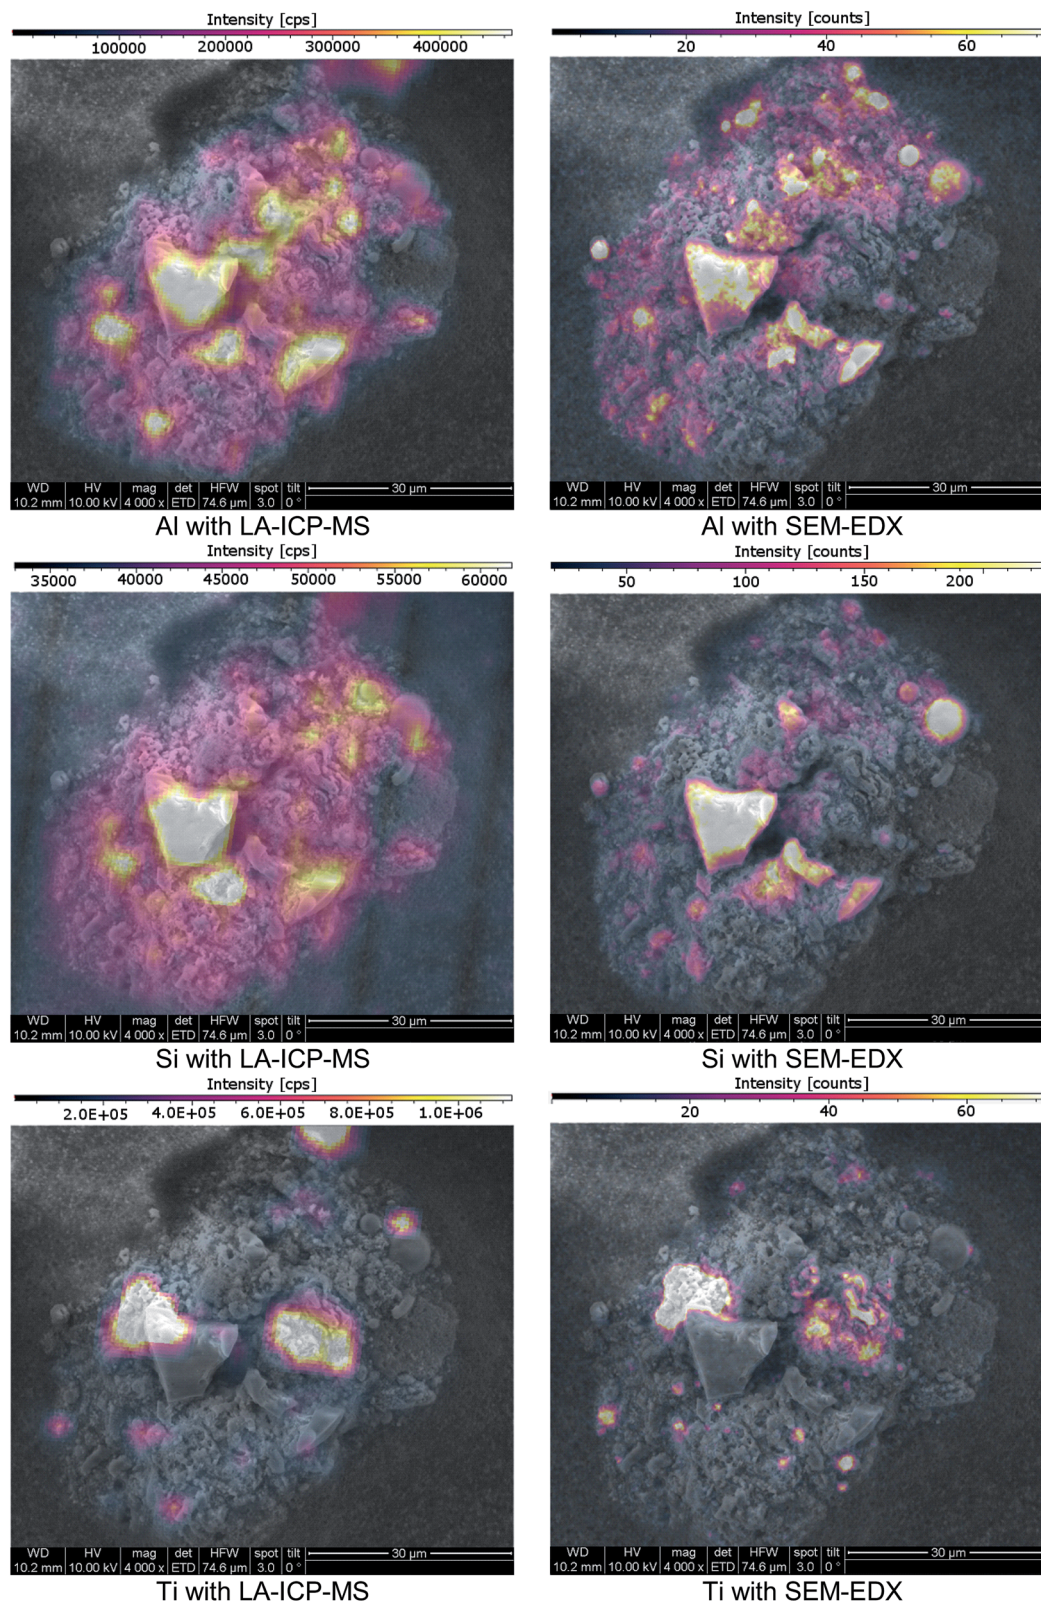 Intensity [cps]
100000 200000 300000 400000
Intensity [counts]
20 40 60
WD HV mag det HFW spot tilt 30 µm
10.2 mm 10.00 kV 4 000 x ETD 74.6 µm 3.0 0 °
WD HV mag det HFW spot tilt 30 µm
10.2 mm 10.00 kV 4 000 x ETD 74.6 µm 3.0 0 °
Al with LA-ICP-MS
Al with SEM-EDX
Intensity [cps]
35000 40000 45000 50000 55000 60000
Intensity [counts]
50 100 150 200
WD HV mag det HFW spot tilt 30 µm
10.2 mm 10.00 kV 4 000 x ETD 74.6 µm 3.0 0 °
WD HV mag det HFW spot tilt 30 µm
10.2 mm 10.00 kV 4 000 x ETD 74.6 µm 3.0 0 °
Si with LA-ICP-MS
Si with SEM-EDX
Intensity [cps]
2.0E+05 4.0E+05 6.0E+05 8.0E+05 1.0E+06
Intensity [counts]
20 40 60
WD HV mag det HFW spot tilt 30 µm
10.2 mm 10.00 kV 4 000 x ETD 74.6 µm 3.0 0 °
WD HV mag det HFW spot tilt 30 µm
10.2 mm 10.00 kV 4 000 x ETD 74.6 µm 3.0 0 °
Ti with LA-ICP-MS
Ti with SEM-EDX